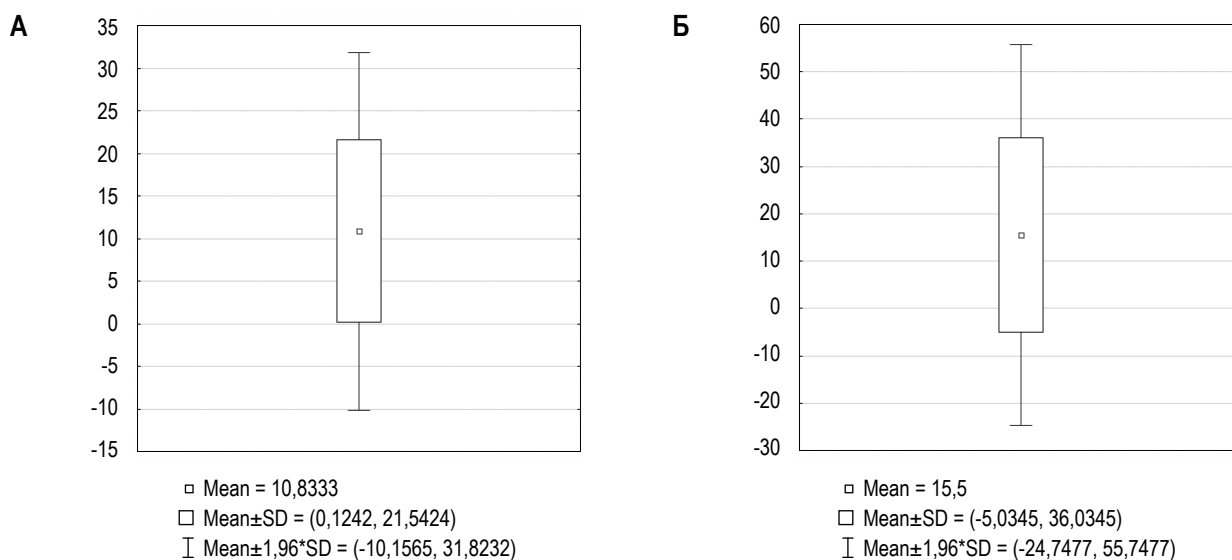 А
35
30
25
20
15
10
5
0
-5
-10
-15
Mean = 10,8333
Mean±SD = (0,1242, 21,5424)
Mean±1,96*SD = (-10,1565, 31,8232)
Б
60
50
40
30
20
10
0
-10
-20
-30
Mean = 15,5
Mean±SD = (-5,0345, 36,0345)
Mean±1,96*SD = (-24,7477, 55,7477)